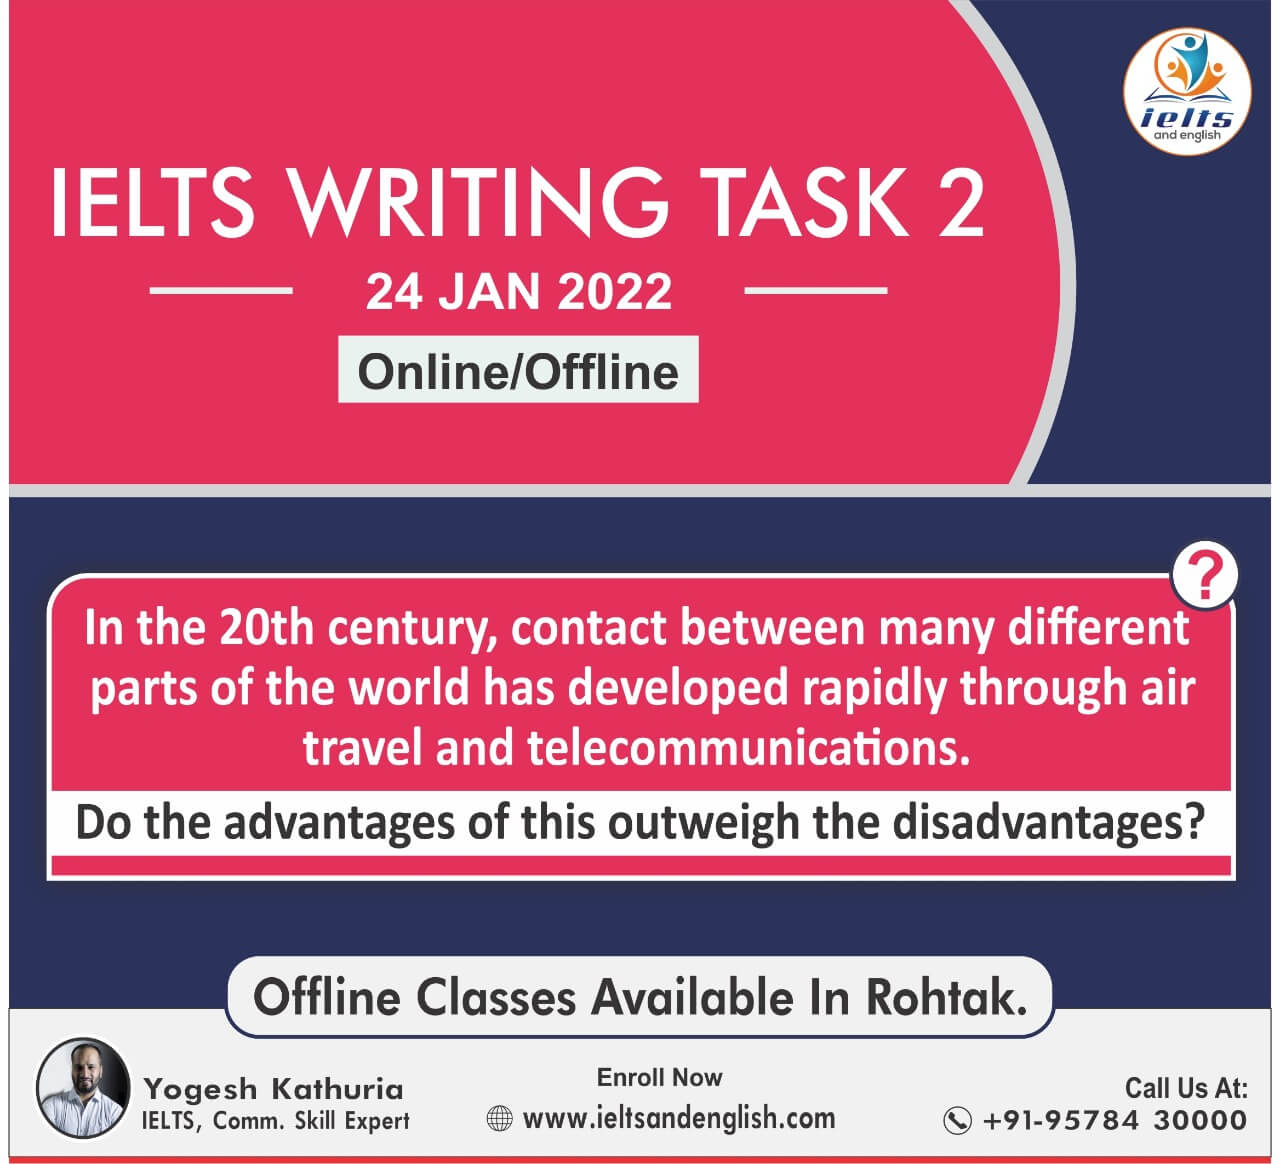 ielts
and english
IELTS WRITING TASK 2
24 JAN 2022
Online/Offline
?
In the 20th century, contact between many different
parts of the world has developed rapidly through air
travel and telecommunications.
Do the advantages of this outweigh the disadvantages?
Offline Classes Available In Rohtak.
Yogesh Kathuria
IELTS, Comm. Skill Expert
Enroll Now
www.ieltsandenglish.com
Call Us At:
+91-95784 30000